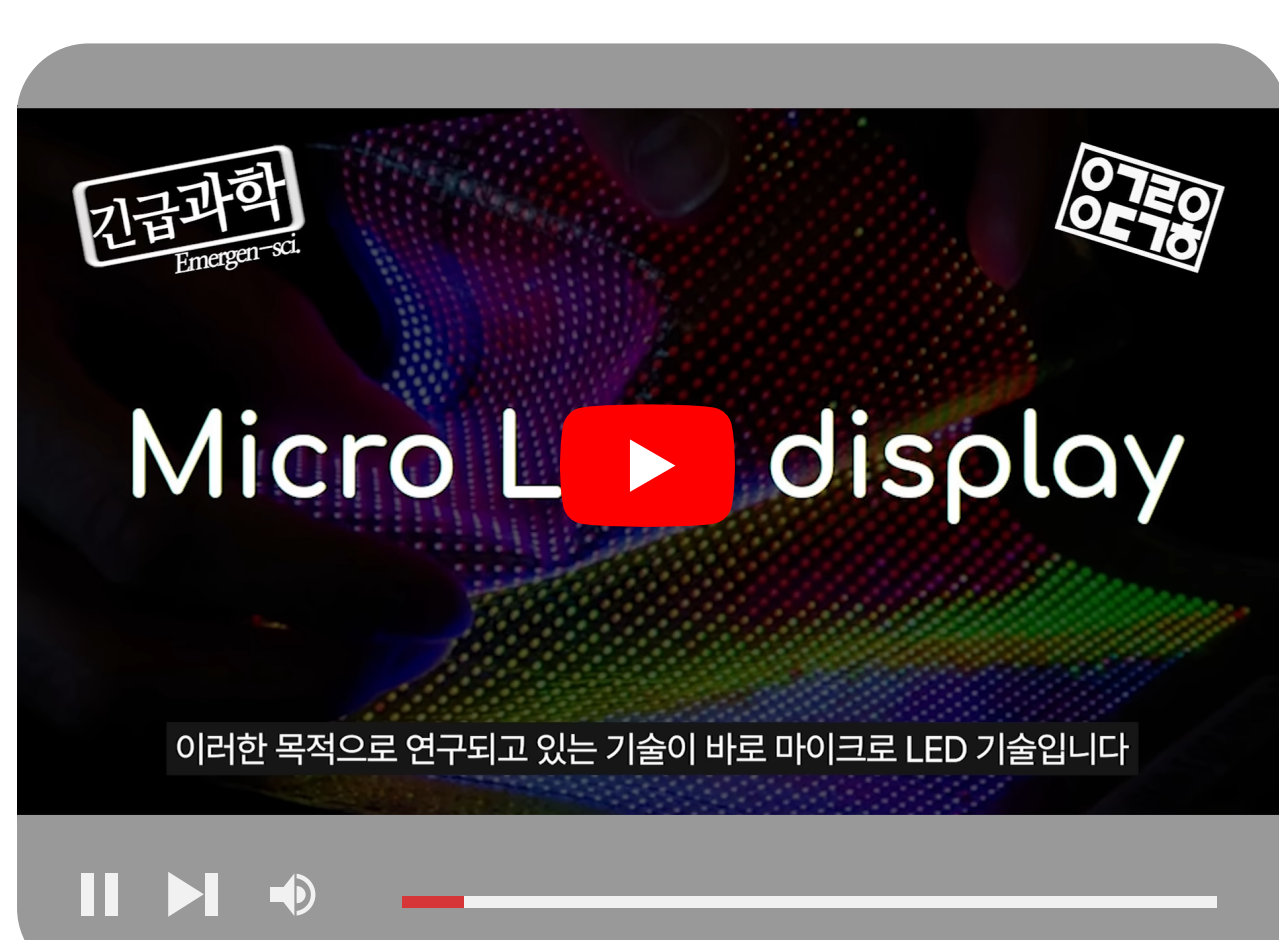 긴급과학
Emergen-sci.
Micro L display
이러한 목적으로 연구되고 있는 기술이 바로 마이크로 LED 기술입니다